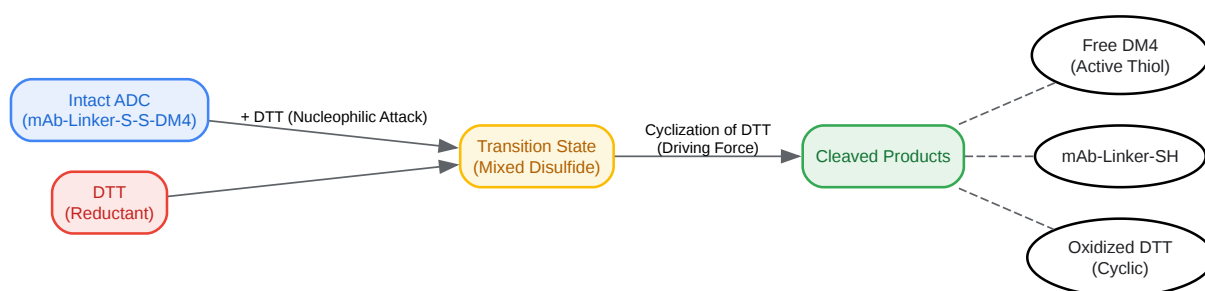 Intact ADC
(mAb-Linker-S-S-DM4)
DTT
(Reductant)
+ DTT (Nucleophilic Attack)
Transition State
(Mixed Disulfide)
Cyclization of DTT
(Driving Force)
Cleaved Products
Free DM4
(Active Thiol)
mAb-Linker-SH
Oxidized DTT
(Cyclic)